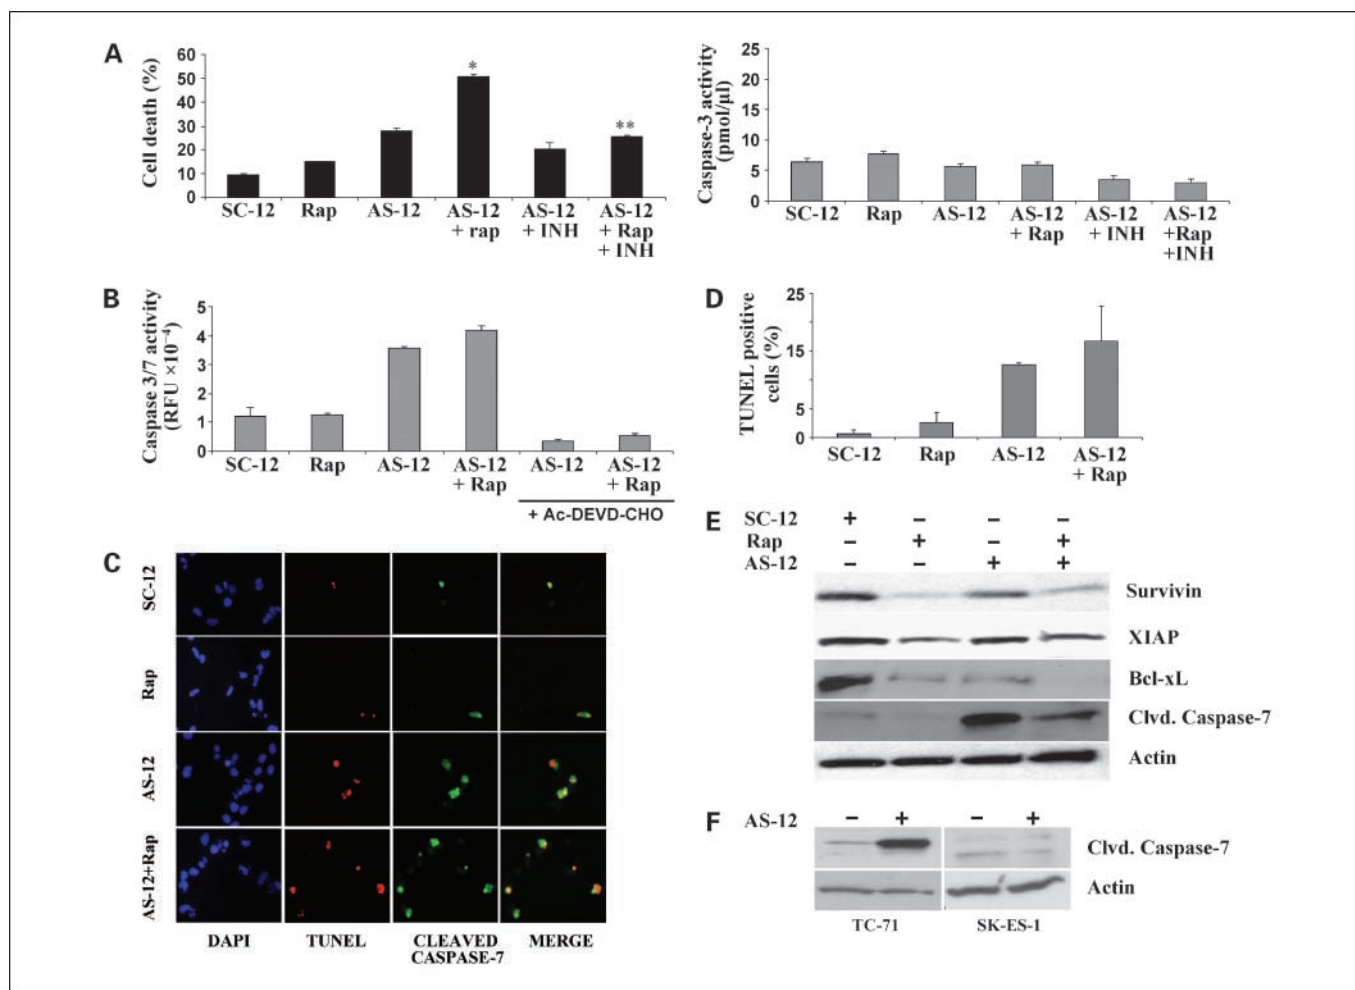 A
Cell death (%)
60
50
40
30
20
10
0
*
**
SC-12 Rap AS-12 AS-12 AS-12 AS-12
+ rap + INH + Rap
+ INH
Caspase-3 activity
(pmol/µl)
25
20
15
10
5
0
SC-12 Rap AS-12 AS-12 AS-12 AS-12
+ Rap + INH +Rap
+INH
B
Caspase 3/7 activity
(RFU ×10⁻⁴)
5
4
3
2
1
0
SC-12 Rap AS-12 AS-12 AS-12 AS-12
+ Rap + Rap
+ Ac-DEVD-CHO
D
TUNEL positive
cells (%)
25
15
5
0
SC-12 Rap AS-12 AS-12
+ Rap
C
SC-12
Rap
AS-12
AS-12+Rap
DAPI TUNEL CLEAVED MERGE
CASPASE-7
E
SC-12 + – – –
Rap – + – +
AS-12 – – + +
Survivin
XIAP
Bcl-xL
Clvd. Caspase-7
Actin
F
AS-12 – + – +
Clvd. Caspase-7
Actin
TC-71 SK-ES-1